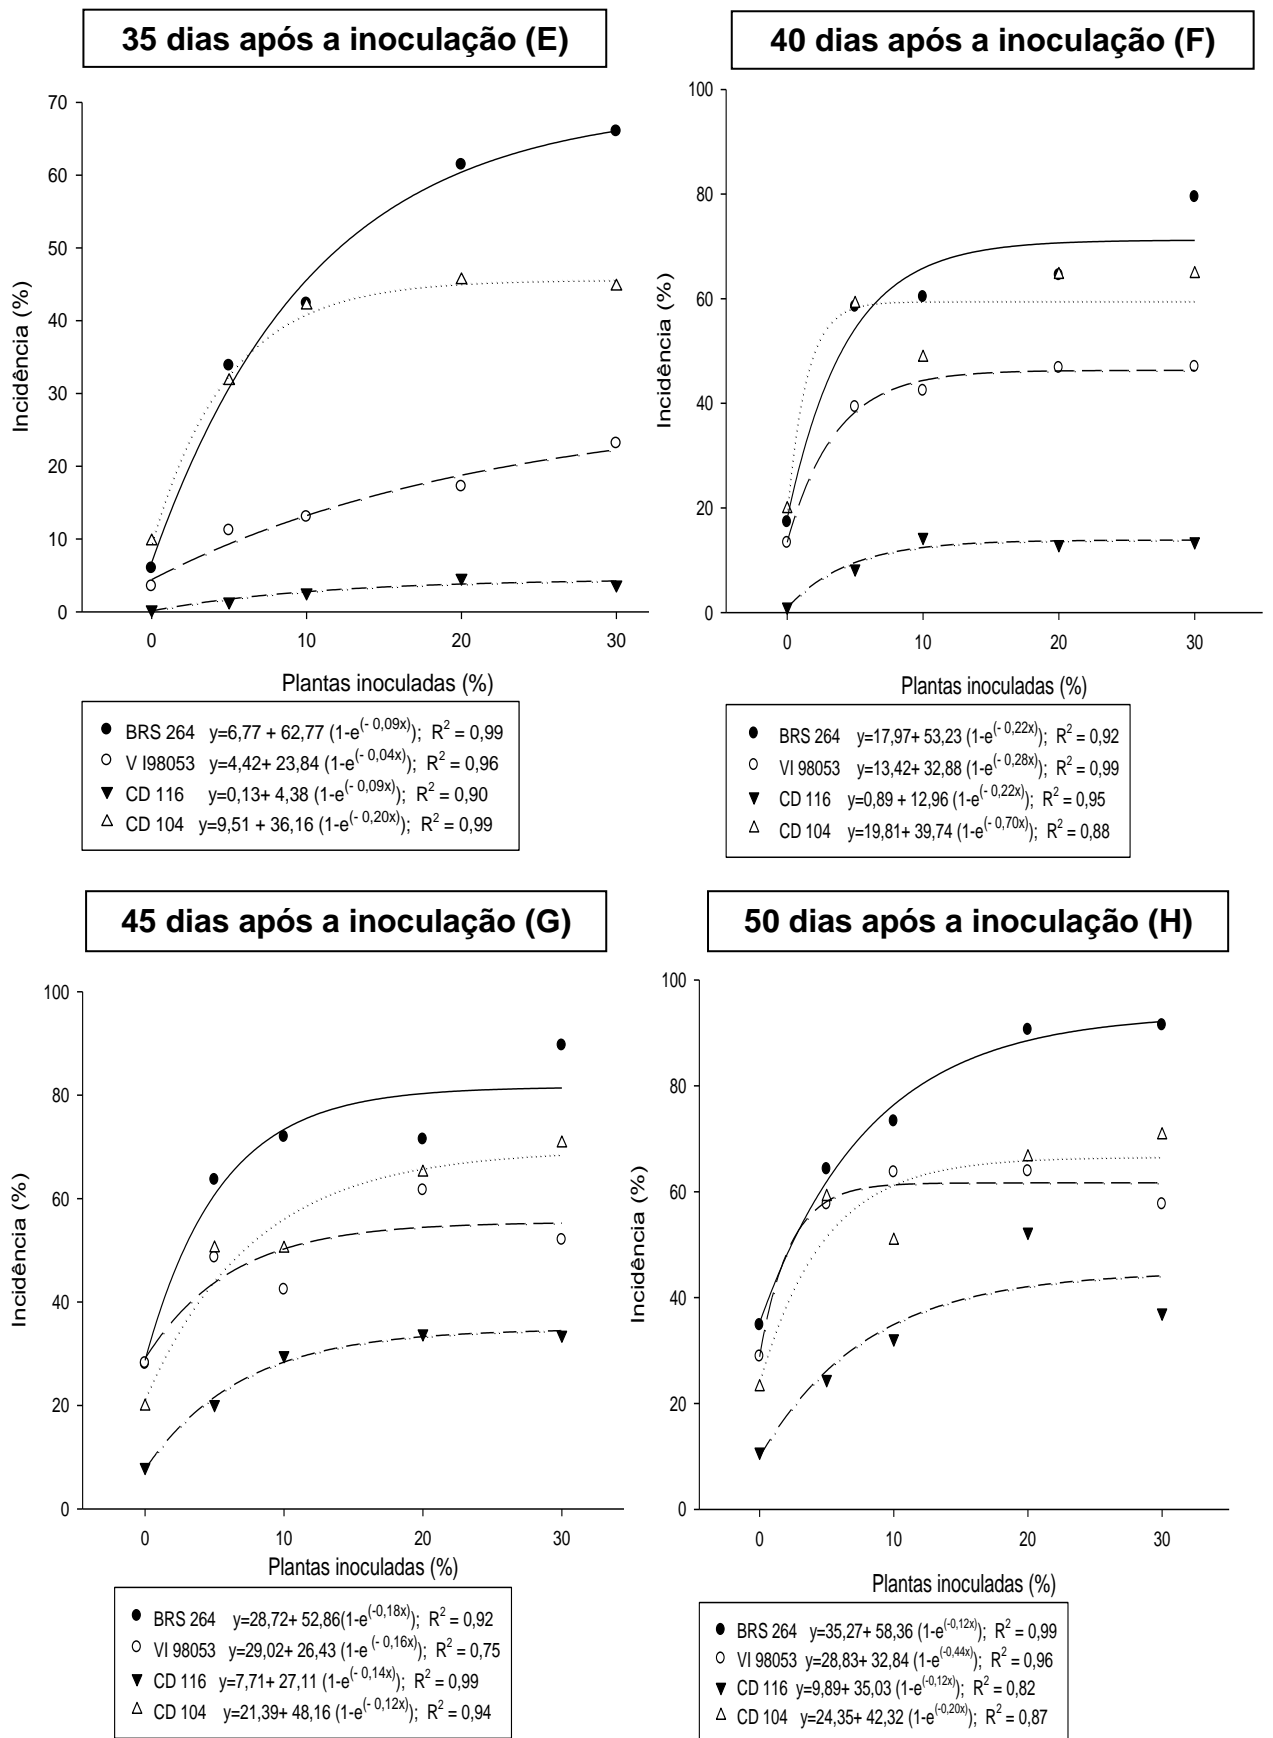 35 dias após a inoculação (E)
70
60
50
40
30
20
10
0
Incidência (%)
0 10 20 30
Plantas inoculadas (%)
● BRS 264 y=6,77 + 62,77 (1-e^(- 0,09x)); R² = 0,99
○ V I98053 y=4,42+ 23,84 (1-e^(- 0,04x)); R² = 0,96
▼ CD 116 y=0,13+ 4,38 (1-e^(- 0,09x)); R² = 0,90
△ CD 104 y=9,51 + 36,16 (1-e^(- 0,20x)); R² = 0,99
40 dias após a inoculação (F)
100
80
60
40
20
0
Incidência (%)
0 10 20 30
Plantas inoculadas (%)
● BRS 264 y=17,97+ 53,23 (1-e^(- 0,22x)); R² = 0,92
○ VI 98053 y=13,42+ 32,88 (1-e^(- 0,28x)); R² = 0,99
▼ CD 116 y=0,89 + 12,96 (1-e^(- 0,22x)); R² = 0,95
△ CD 104 y=19,81+ 39,74 (1-e^(- 0,70x)); R² = 0,88
45 dias após a inoculação (G)
100
80
60
40
20
0
Incidência (%)
0 10 20 30
Plantas inoculadas (%)
● BRS 264 y=28,72+ 52,86(1-e^(-0,18x)); R² = 0,92
○ VI 98053 y=29,02+ 26,43 (1-e^(- 0,16x)); R² = 0,75
▼ CD 116 y=7,71+ 27,11 (1-e^(- 0,14x)); R² = 0,99
△ CD 104 y=21,39+ 48,16 (1-e^(- 0,12x)); R² = 0,94
50 dias após a inoculação (H)
100
80
60
40
20
0
Incidência (%)
0 10 20 30
Plantas inoculadas (%)
● BRS 264 y=35,27+ 58,36 (1-e^(-0,12x)); R² = 0,99
○ VI 98053 y=28,83+ 32,84 (1-e^(-0,44x)); R² = 0,96
▼ CD 116 y=9,89+ 35,03 (1-e^(-0,12x)); R² = 0,82
△ CD 104 y=24,35+ 42,32 (1-e^(-0,20x)); R² = 0,87